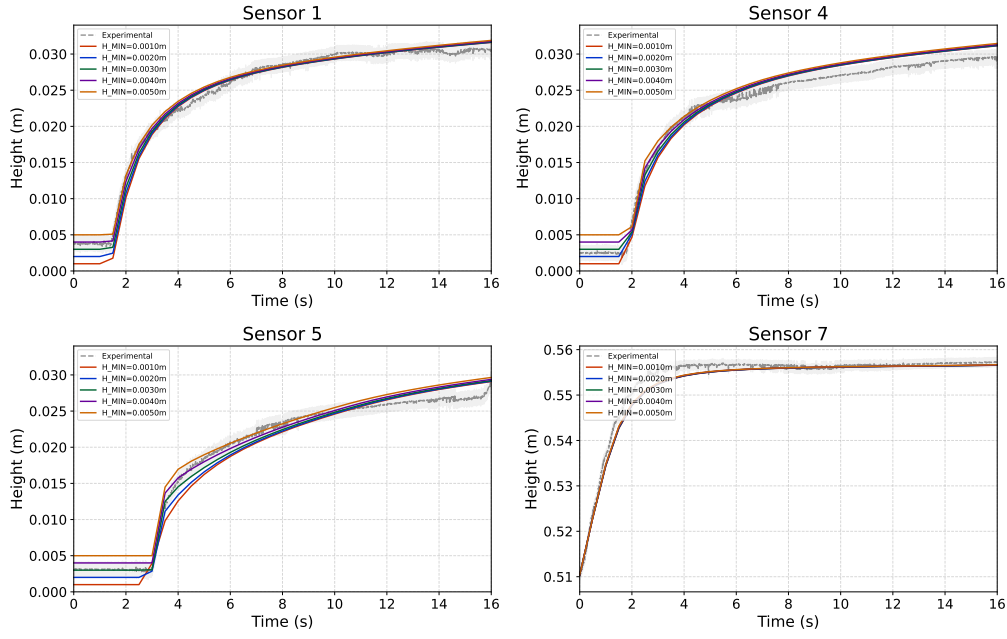 Sensor 1
Height (m)
0.030
0.025
0.020
0.015
0.010
0.005
0.000
Experimental
H_MIN=0.0010m
H_MIN=0.0020m
H_MIN=0.0030m
H_MIN=0.0040m
H_MIN=0.0050m
0 2 4 6 8 10 12 14 16
Time (s)
Sensor 4
Height (m)
0.030
0.025
0.020
0.015
0.010
0.005
0.000
Experimental
H_MIN=0.0010m
H_MIN=0.0020m
H_MIN=0.0030m
H_MIN=0.0040m
H_MIN=0.0050m
0 2 4 6 8 10 12 14 16
Time (s)
Sensor 5
Height (m)
0.030
0.025
0.020
0.015
0.010
0.005
0.000
Experimental
H_MIN=0.0010m
H_MIN=0.0020m
H_MIN=0.0030m
H_MIN=0.0040m
H_MIN=0.0050m
0 2 4 6 8 10 12 14 16
Time (s)
Sensor 7
Height (m)
0.56
0.55
0.54
0.53
0.52
0.51
Experimental
H_MIN=0.0010m
H_MIN=0.0020m
H_MIN=0.0030m
H_MIN=0.0040m
H_MIN=0.0050m
0 2 4 6 8 10 12 14 16
Time (s)